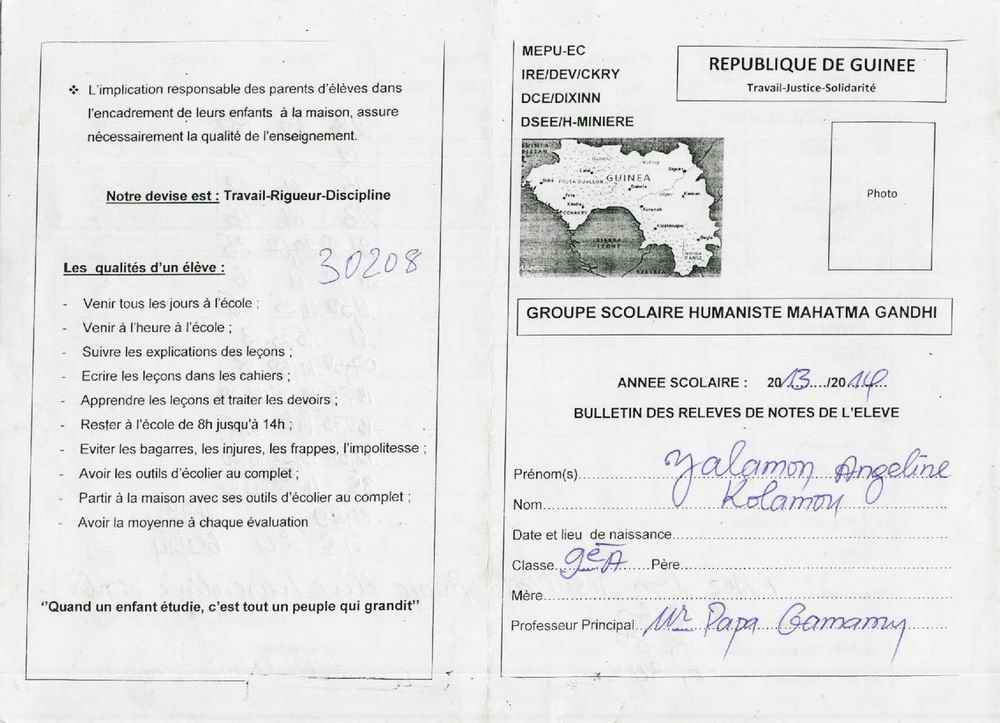 ❖ L'implication responsable des parents d'élèves dans
l'encadrement de leurs enfants à la maison, assure
nécessairement la qualité de l'enseignement.
Notre devise est : Travail-Rigueur-Discipline
30208
Les qualités d'un élève :
- Venir tous les jours à l'école ;
- Venir à l'heure à l'école ;
- Suivre les explications des leçons ;
- Ecrire les leçons dans les cahiers ;
- Apprendre les leçons et traiter les devoirs ;
- Rester à l'école de 8h jusqu'à 14h ;
- Eviter les bagarres, les injures, les frappes, l'impolitesse ;
- Avoir les outils d'écolier au complet ;
- Partir à la maison avec ses outils d'écolier au complet ;
- Avoir la moyenne à chaque évaluation
''Quand un enfant étudie, c'est tout un peuple qui grandit''
MEPU-EC
IRE/DEV/CKRY
DCE/DIXINN
DSEE/H-MINIERE
REPUBLIQUE DE GUINEE
Travail-Justice-Solidarité
GUINEA
Photo
GROUPE SCOLAIRE HUMANISTE MAHATMA GANDHI
ANNEE SCOLAIRE : 2013..../2014...
BULLETIN DES RELEVES DE NOTES DE L'ELEVE
Prénom(s) Yalamon Angeline
Nom Kolamou
Date et lieu de naissance
Classe 9è A Père
Mère
Professeur Principal Mr Papa Camamy